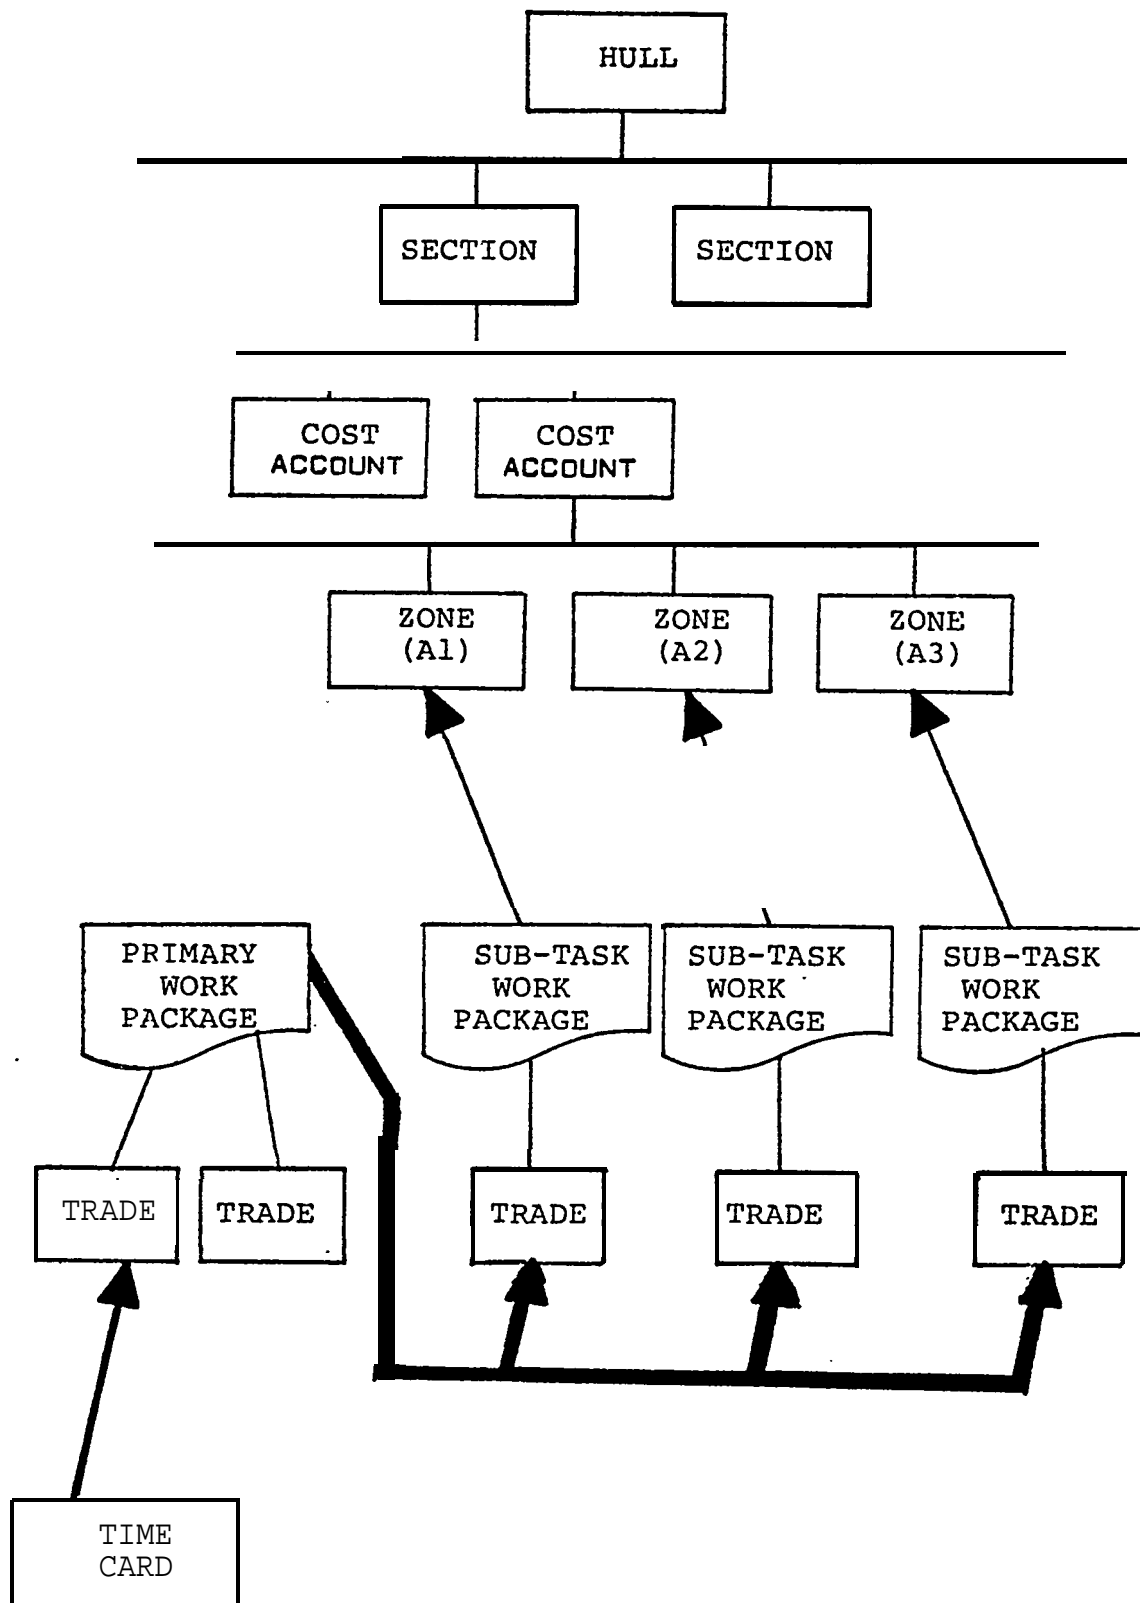 HULL
SECTION
SECTION
COST
ACCOUNT
COST
ACCOUNT
ZONE
(A1)
ZONE
(A2)
ZONE
(A3)
PRIMARY
WORK
PACKAGE
SUB-TASK
WORK
PACKAGE
SUB-TASK
WORK
PACKAGE
SUB-TASK
WORK
PACKAGE
TRADE
TRADE
TRADE
TRADE
TRADE
TIME
CARD